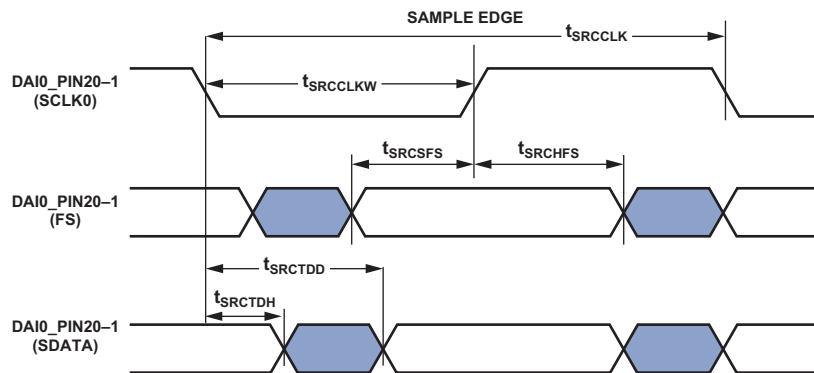 SAMPLE EDGE
tSRCCLK
DAI0_PIN20–1
(SCLK0)
tSRCCLKW
tSRCSFS
tSRCHFS
DAI0_PIN20–1
(FS)
tSRCTDD
tSRCTDH
DAI0_PIN20–1
(SDATA)